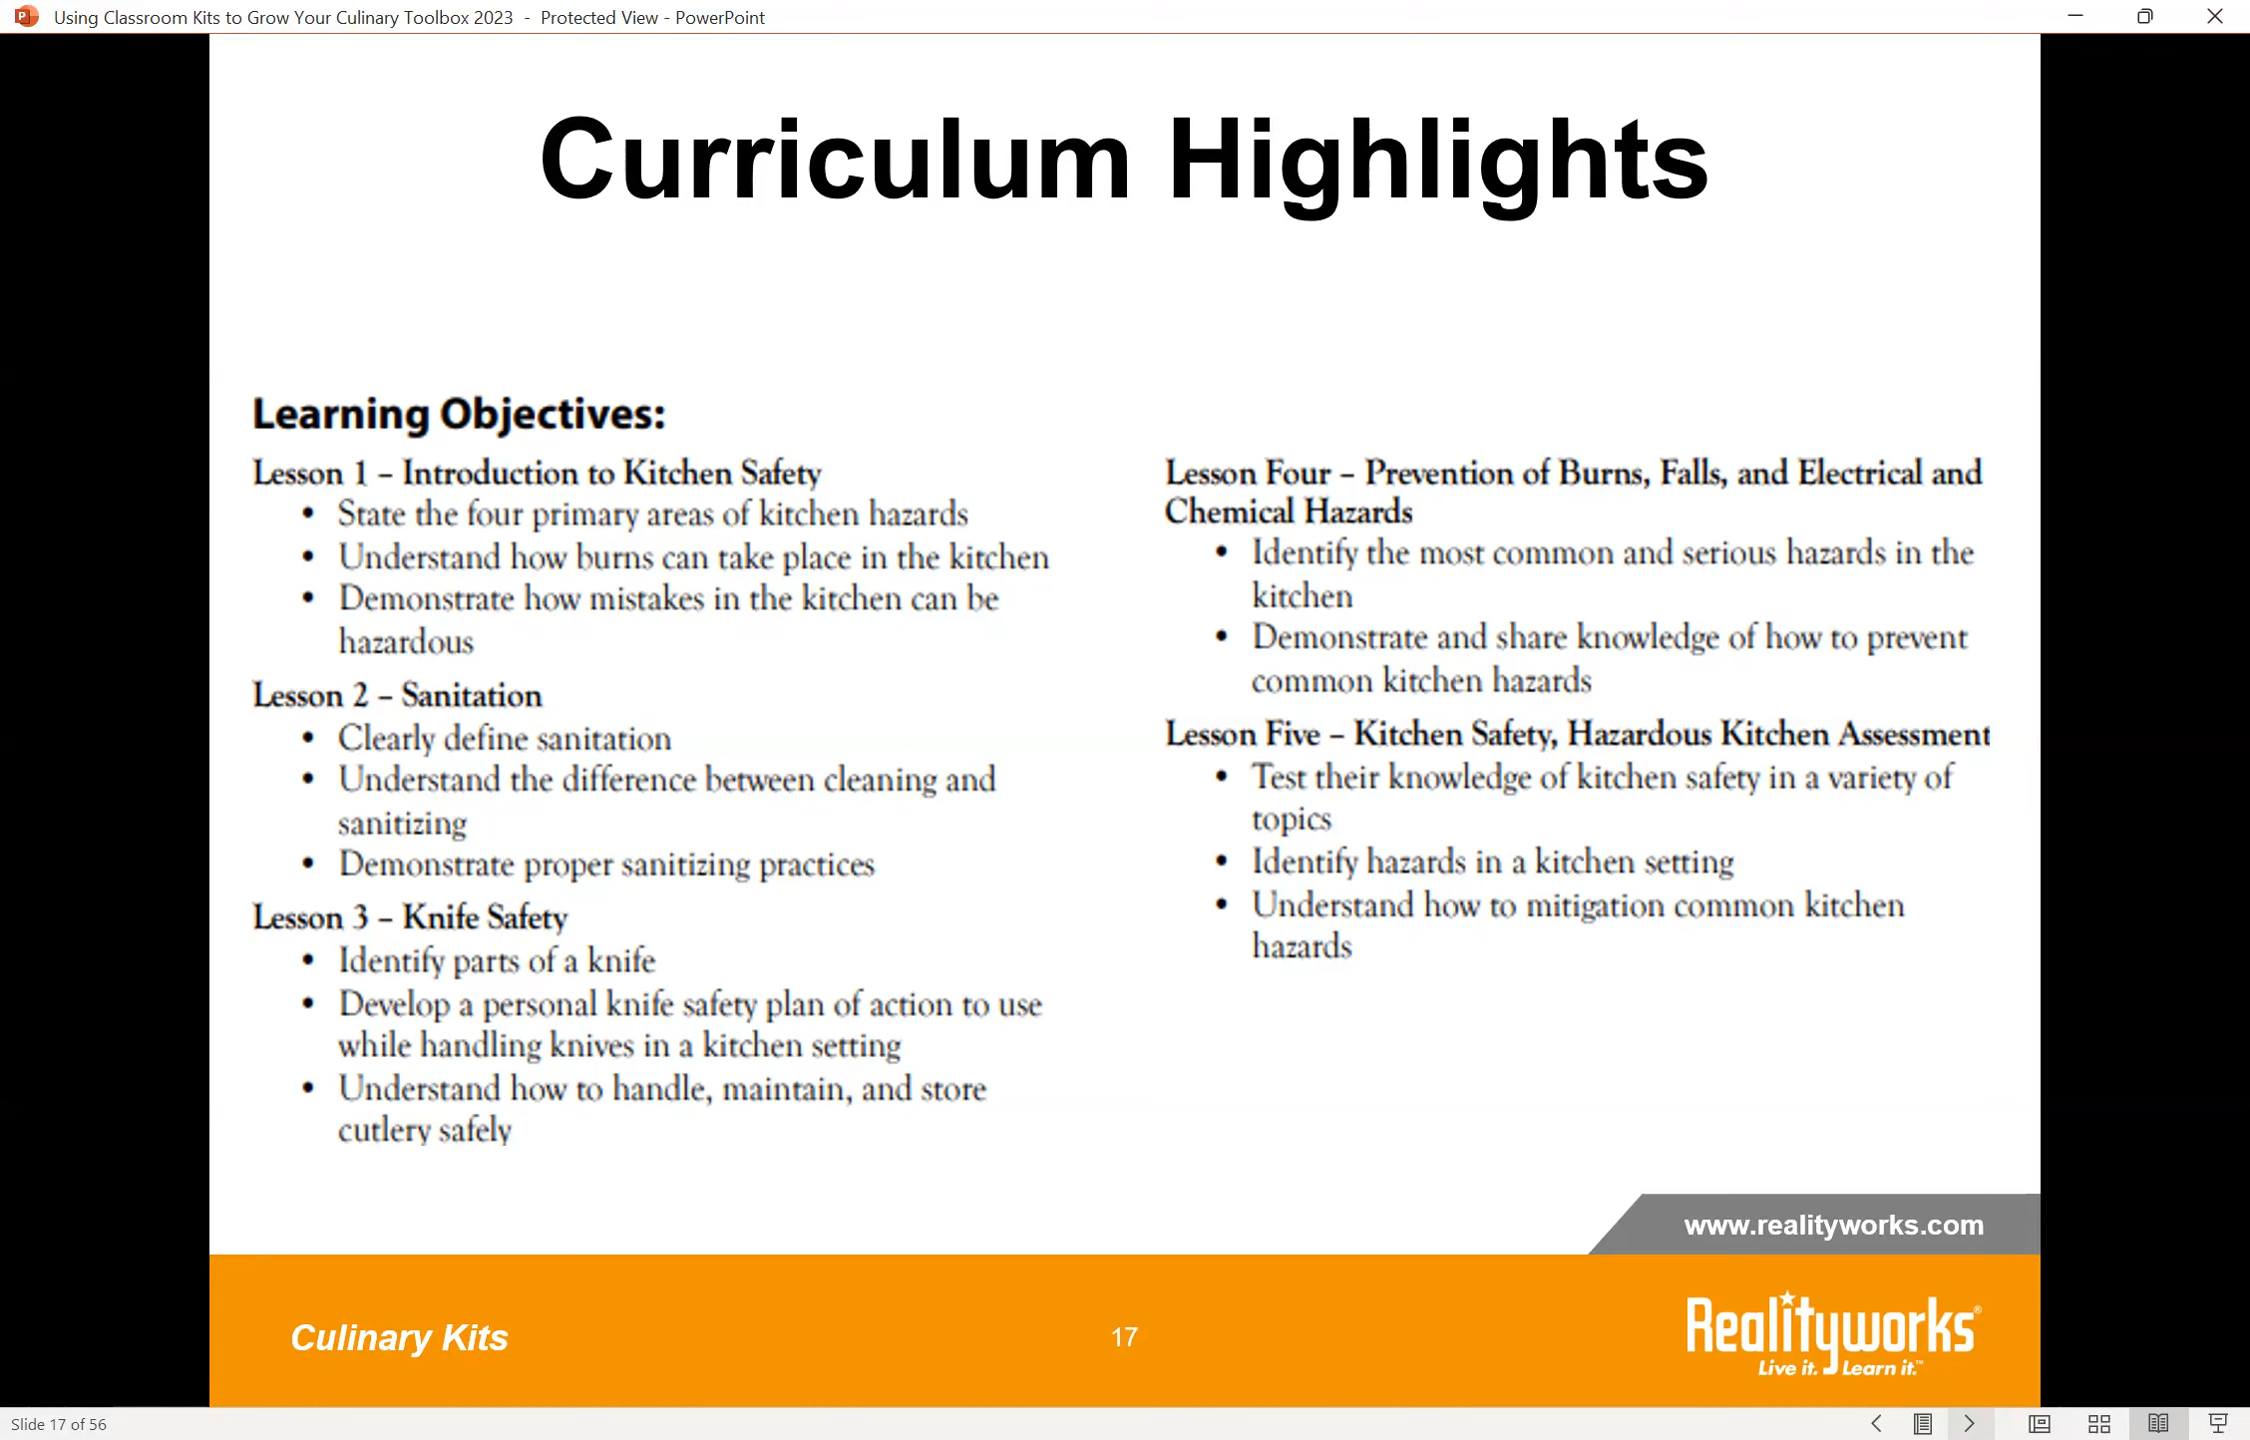 Using Classroom Kits to Grow Your Culinary Toolbox 2023 - Protected View - PowerPoint
Curriculum Highlights
Learning Objectives:
Lesson 1 – Introduction to Kitchen Safety
• State the four primary areas of kitchen hazards
• Understand how burns can take place in the kitchen
• Demonstrate how mistakes in the kitchen can be
hazardous
Lesson 2 – Sanitation
• Clearly define sanitation
• Understand the difference between cleaning and
sanitizing
• Demonstrate proper sanitizing practices
Lesson 3 – Knife Safety
• Identify parts of a knife
• Develop a personal knife safety plan of action to use
while handling knives in a kitchen setting
• Understand how to handle, maintain, and store
cutlery safely
Lesson Four – Prevention of Burns, Falls, and Electrical and
Chemical Hazards
• Identify the most common and serious hazards in the
kitchen
• Demonstrate and share knowledge of how to prevent
common kitchen hazards
Lesson Five – Kitchen Safety, Hazardous Kitchen Assessment
• Test their knowledge of kitchen safety in a variety of
topics
• Identify hazards in a kitchen setting
• Understand how to mitigation common kitchen
hazards
www.realityworks.com
Culinary Kits
17
Realityworks®
Live it. Learn it.™
Slide 17 of 56